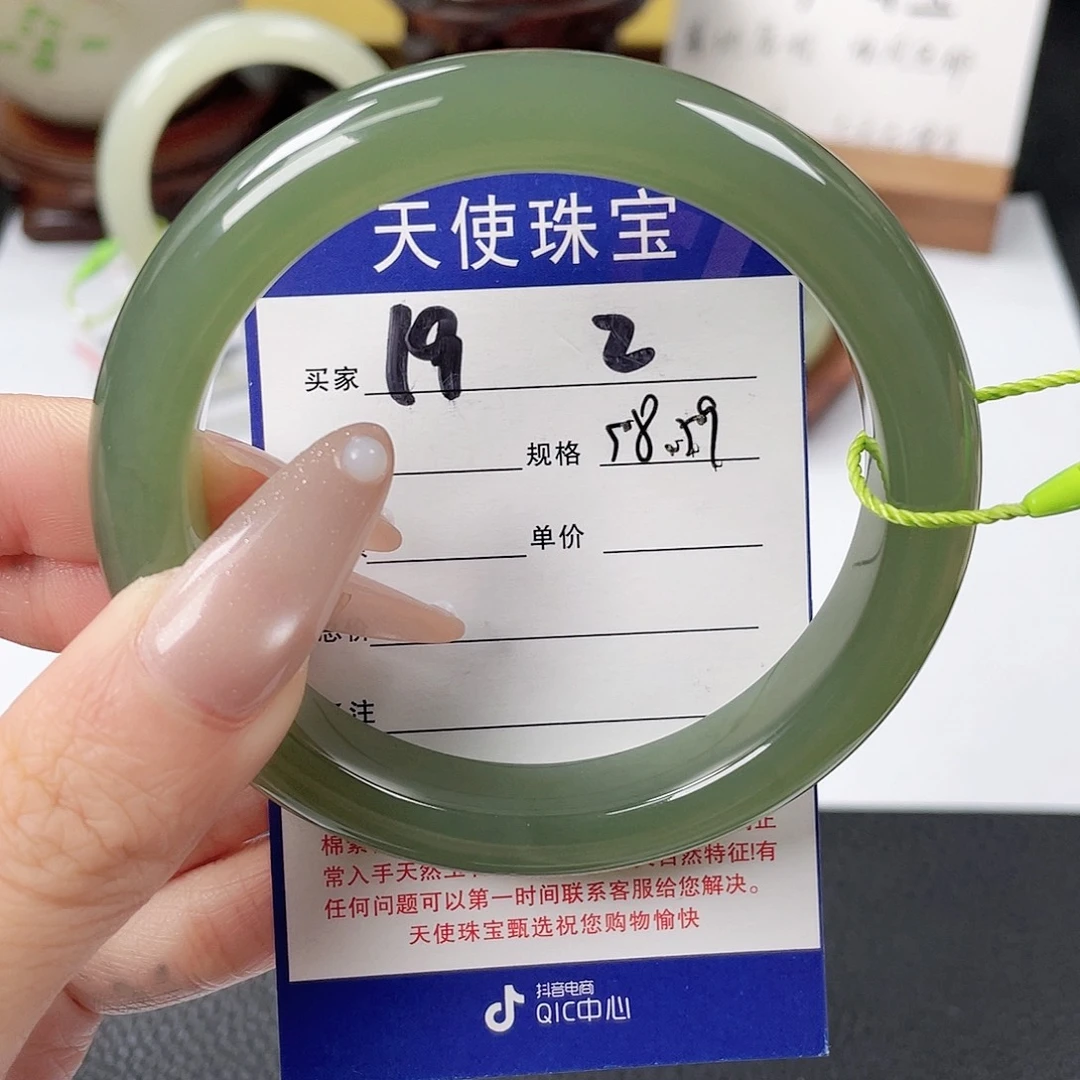 天使珠宝
买家 19 2
规格 58.59
单价
注
棉絮
常入手天然 自然特征!有
任何问题可以第一时间联系客服给您解决。
天使珠宝甄选祝您购物愉快
抖音电商
QIC中心